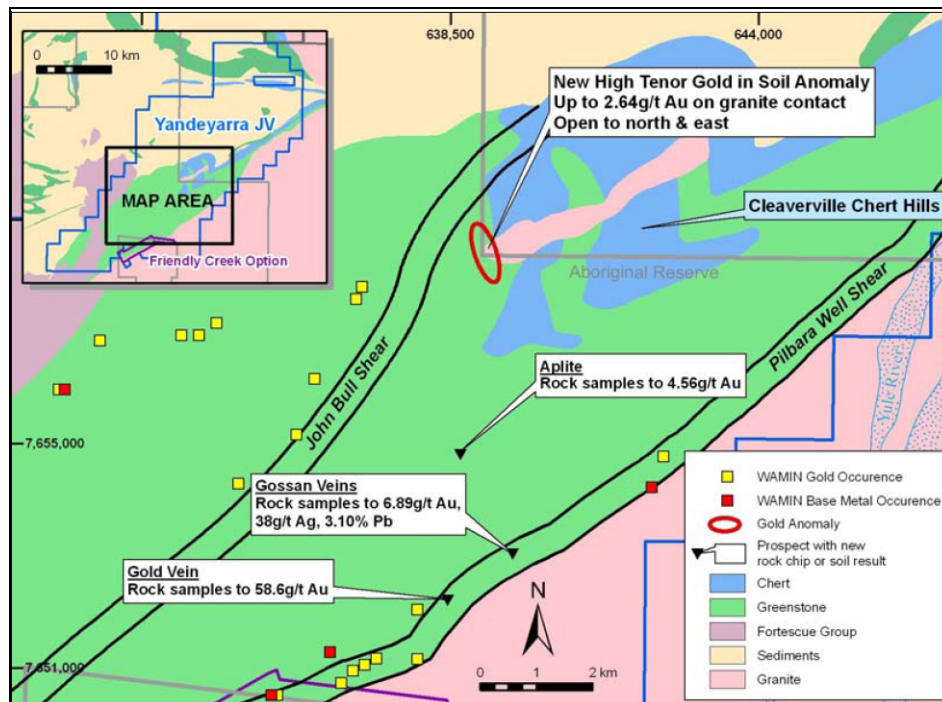 638,500
644,000
0
10 km
Yandeyarra JV
MAP AREA
Friendly Creek Option
New High Tenor Gold in Soil Anomaly
Up to 2.64g/t Au on granite contact
Open to north & east
Cleaverville Chert Hills
Aboriginal Reserve
John Bull Shear
Pilbara Well Shear
Yule River
Aplite
Rock samples to 4.56g/t Au
7,655,000
Gossan Veins
Rock samples to 6.89g/t Au,
38g/t Ag, 3.10% Pb
Gold Vein
Rock samples to 58.6g/t Au
7,651,000
N
0 1 2 km
WAMIN Gold Occurence
WAMIN Base Metal Occurence
Gold Anomaly
Prospect with new
rock chip or soil result
Chert
Greenstone
Fortescue Group
Sediments
Granite